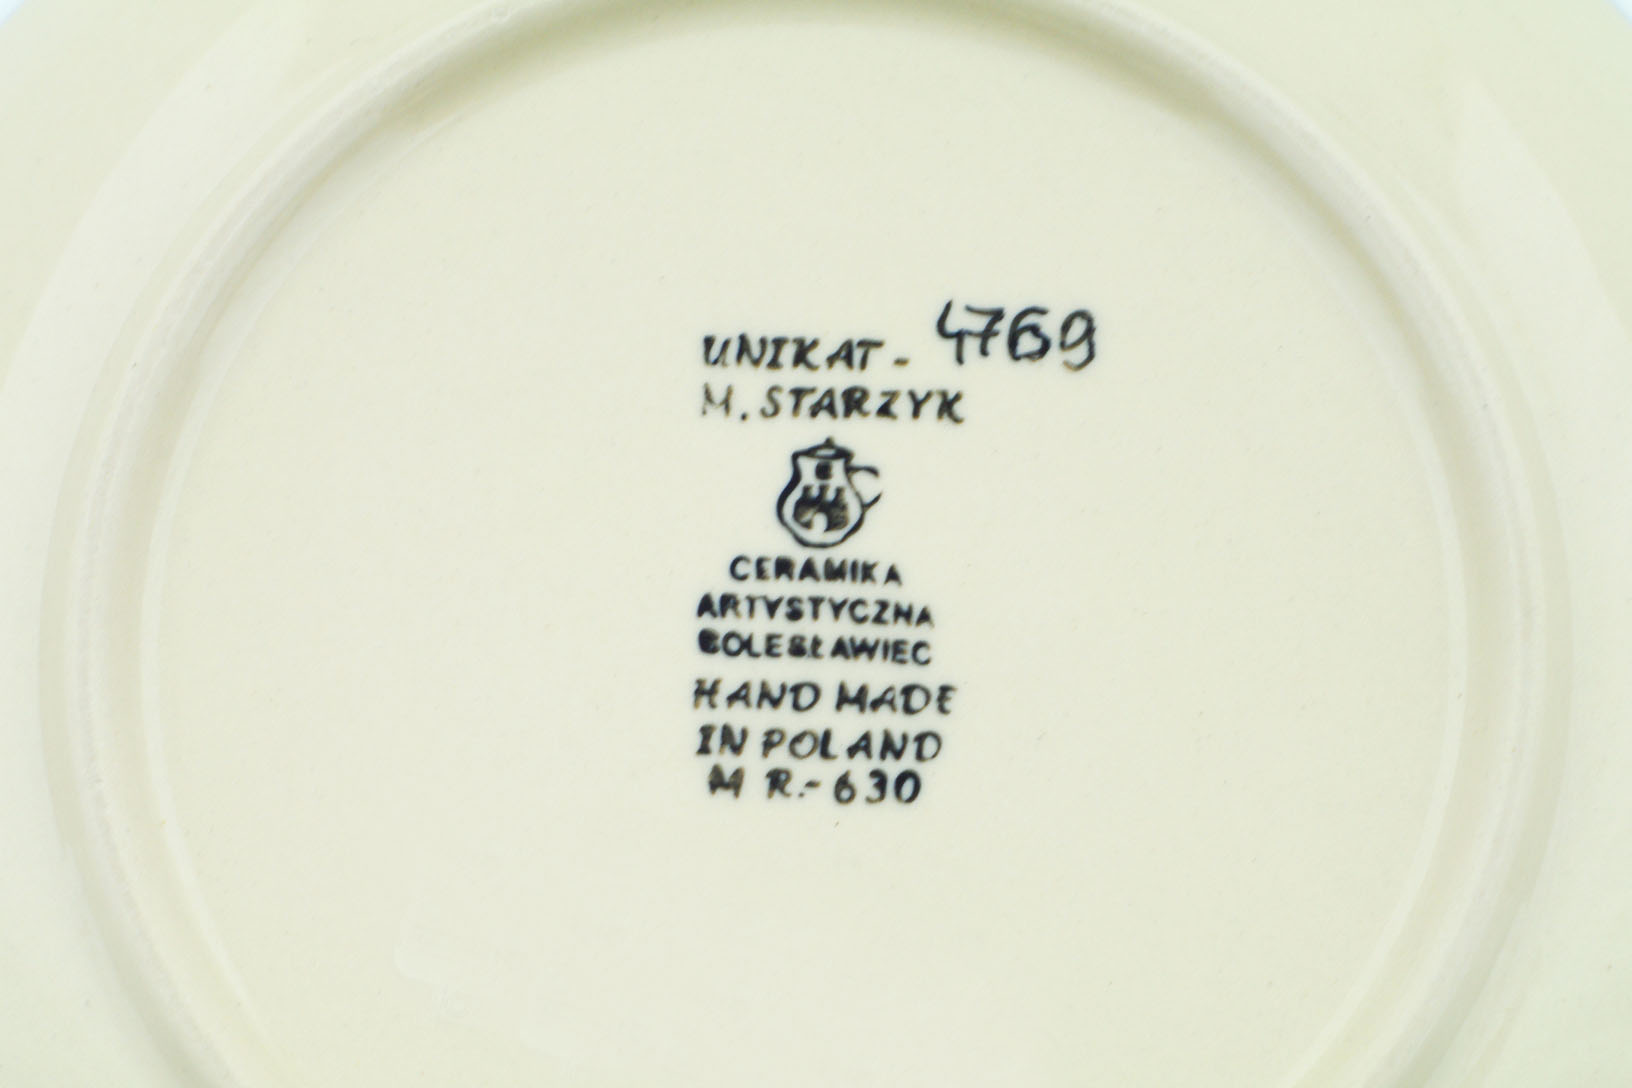 UNIKAT - 4769
M. STARZYK
CERAMIKA
ARTYSTYCZNA
BOLESŁAWIEC
HAND MADE
IN POLAND
M R.- 630